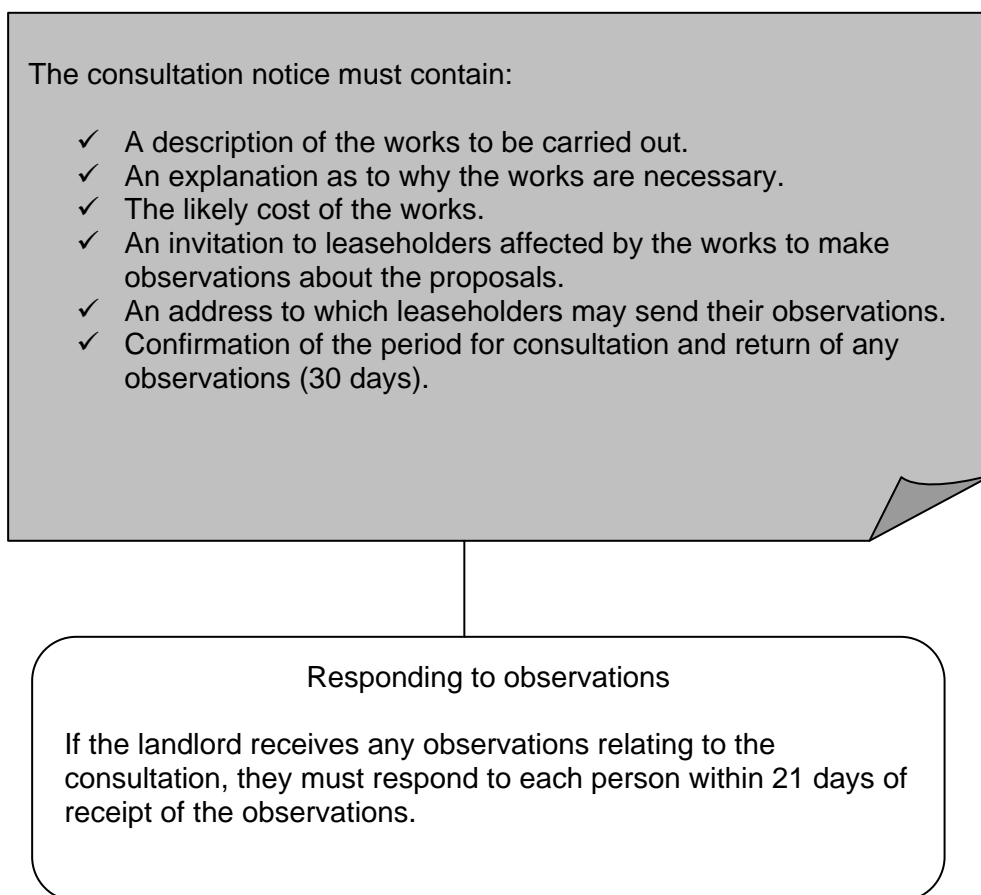 The consultation notice must contain:
✓ A description of the works to be carried out.
✓ An explanation as to why the works are necessary.
✓ The likely cost of the works.
✓ An invitation to leaseholders affected by the works to make
observations about the proposals.
✓ An address to which leaseholders may send their observations.
✓ Confirmation of the period for consultation and return of any
observations (30 days).
Responding to observations
If the landlord receives any observations relating to the
consultation, they must respond to each person within 21 days of
receipt of the observations.